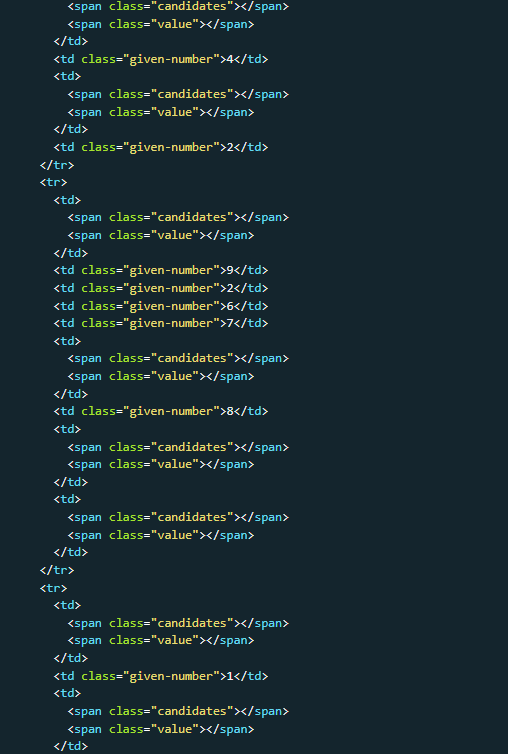 <span class="candidates"></span>
<span class="value"></span>
</td>
<td class="given-number">4</td>
<td>
<span class="candidates"></span>
<span class="value"></span>
</td>
<td class="given-number">2</td>
</tr>
<tr>
<td>
<span class="candidates"></span>
<span class="value"></span>
</td>
<td class="given-number">9</td>
<td class="given-number">2</td>
<td class="given-number">6</td>
<td class="given-number">7</td>
<td>
<span class="candidates"></span>
<span class="value"></span>
</td>
<td class="given-number">8</td>
<td>
<span class="candidates"></span>
<span class="value"></span>
</td>
<td>
<span class="candidates"></span>
<span class="value"></span>
</td>
</tr>
<tr>
<td>
<span class="candidates"></span>
<span class="value"></span>
</td>
<td class="given-number">1</td>
<td>
<span class="candidates"></span>
<span class="value"></span>
</td>